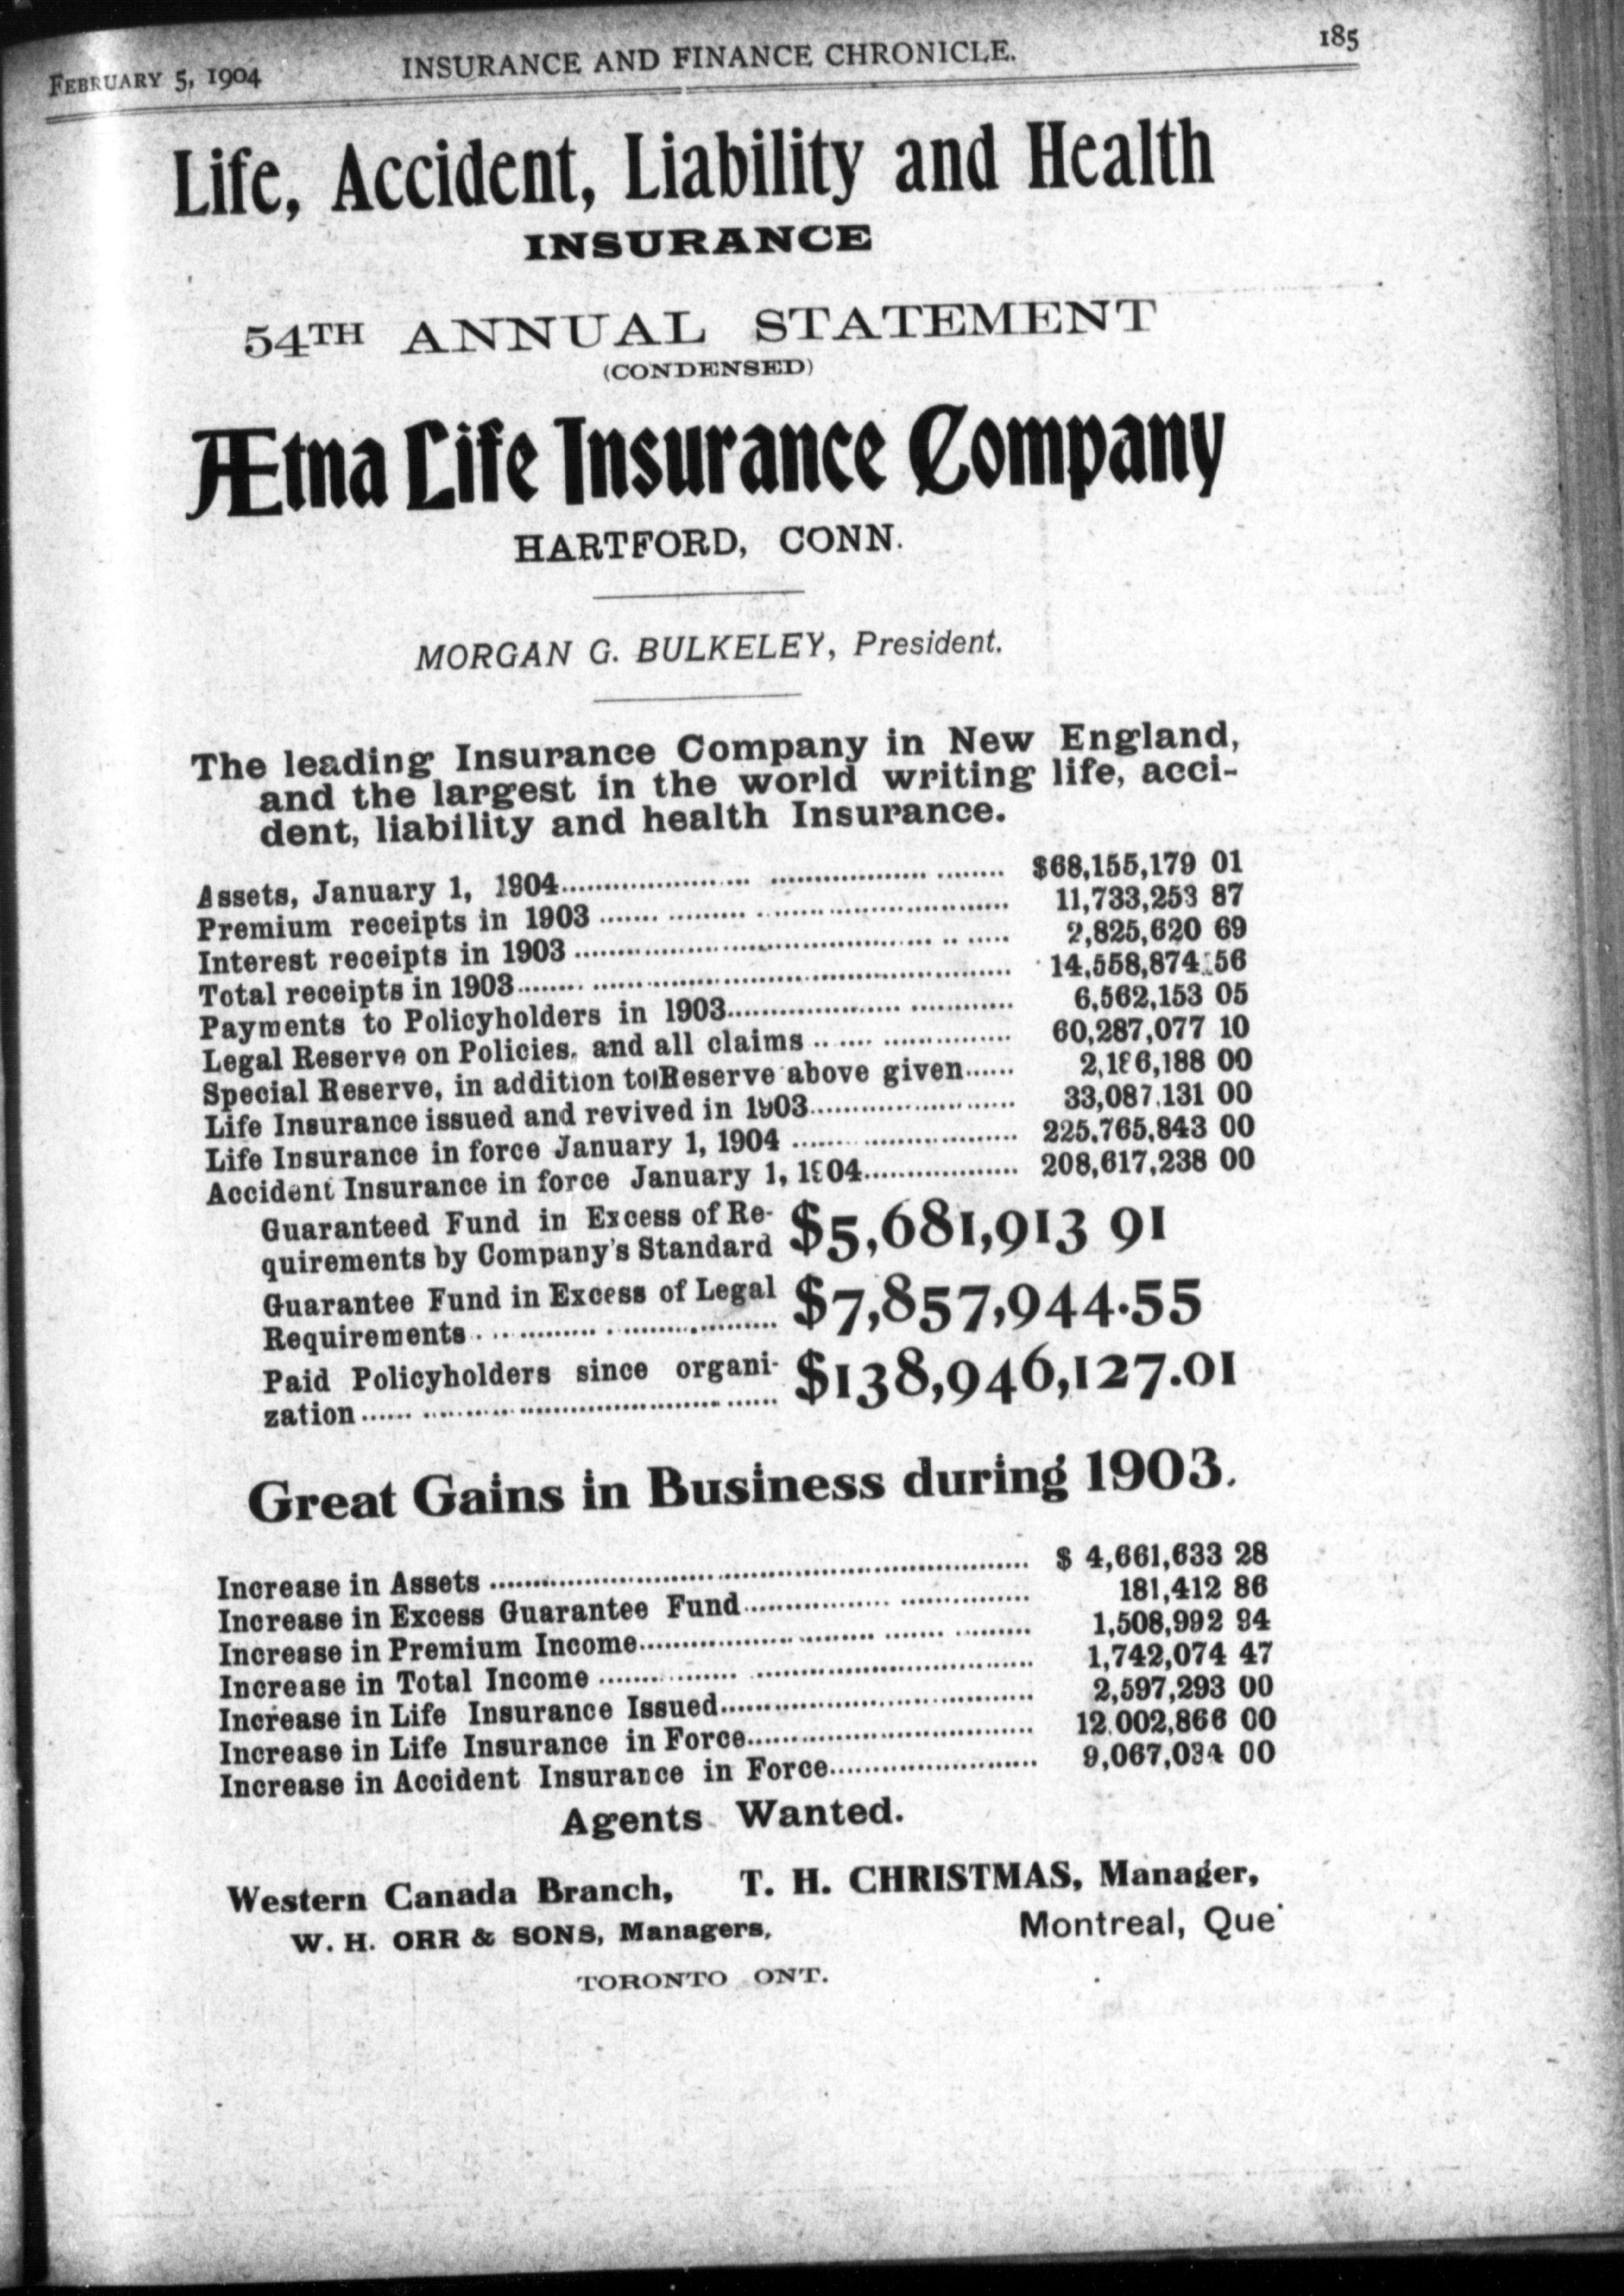 FEBRUARY 5, 1904 INSURANCE AND FINANCE CHRONICLE. 185
Life, Accident, Liability and Health
INSURANCE
54TH ANNUAL STATEMENT
(CONDENSED)
Ætna Life Insurance Company
HARTFORD, CONN.
MORGAN G. BULKELEY, President.
The leading Insurance Company in New England,
and the largest in the world writing life, acci-
dent, liability and health Insurance.
Assets, January 1, 1904 $68,155,179 01
Premium receipts in 1903 11,733,253 87
Interest receipts in 1903 2,825,620 69
Total receipts in 1903 14,558,874 56
Payments to Policyholders in 1903 6,562,153 05
Legal Reserve on Policies, and all claims 60,287,077 10
Special Reserve, in addition to Reserve above given 00
Life Insurance issued and revived in 1903 33,087,131 00
Life Insurance in force January 1, 1904 225,765,843 00
Accident Insurance in force January 1, 1904 208,617,238 00
Guaranteed Fund in Excess of Re-
quirements by Company's Standard $5,681,913 91
Guarantee Fund in Excess of Legal
Requirements $7,857,944.55
Paid Policyholders since organi-
zation $138,946,127.01
Great Gains in Business during 1903.
Increase in Assets $ 4,661,633 28
Increase in Excess Guarantee Fund 181,412 86
Increase in Premium Income 1,508,992 94
Increase in Total Income 1,742,074 47
Increase in Life Insurance Issued 2,597,293 00
Increase in Life Insurance in Force 12,002,866 00
Increase in Accident Insurance in Force 9,067,034 00
Agents Wanted.
Western Canada Branch, T. H. CHRISTMAS, Manager,
W. H. ORR & SONS, Managers, Montreal, Que
TORONTO ONT.